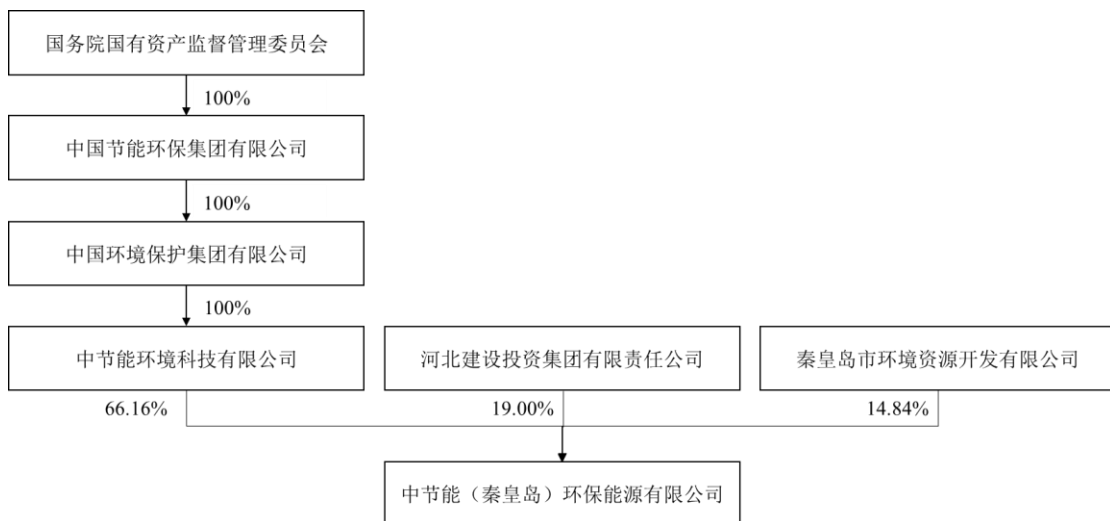 国务院国有资产监督管理委员会
100%
中国节能环保集团有限公司
100%
中国环境保护集团有限公司
100%
中节能环境科技有限公司
河北建设投资集团有限责任公司
秦皇岛市环境资源开发有限公司
66.16%
19.00%
14.84%
中节能（秦皇岛）环保能源有限公司